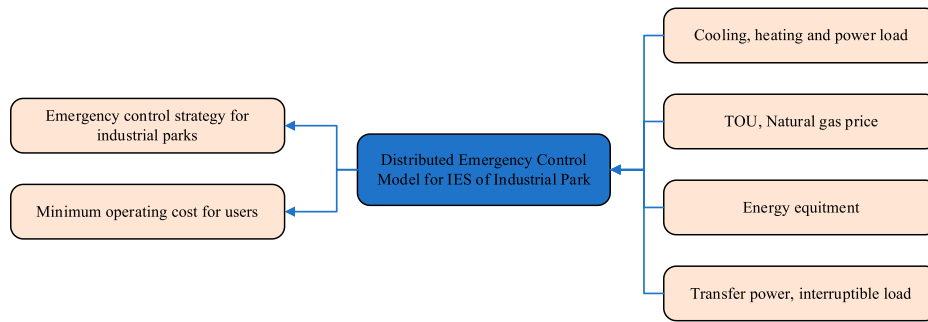 Cooling, heating and power load
Emergency control strategy for
industrial parks
TOU, Natural gas price
Distributed Emergency Control
Model for IES of Industrial Park
Minimum operating cost for users
Energy equitment
Transfer power, interruptible load